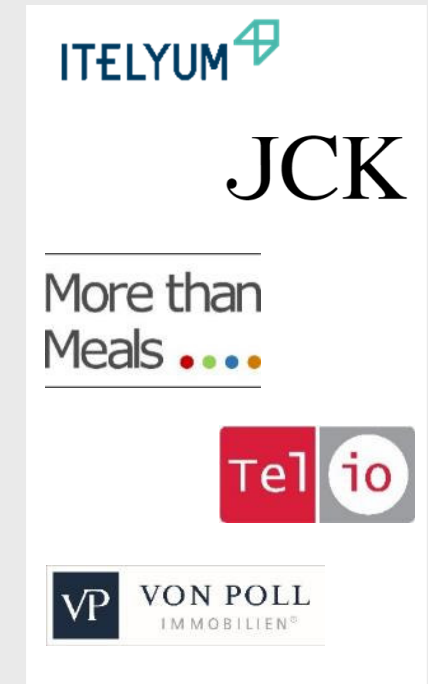 ITELYUM
JCK
More than
Meals ....
Tel io
VP VON POLL
IMMOBILIEN®